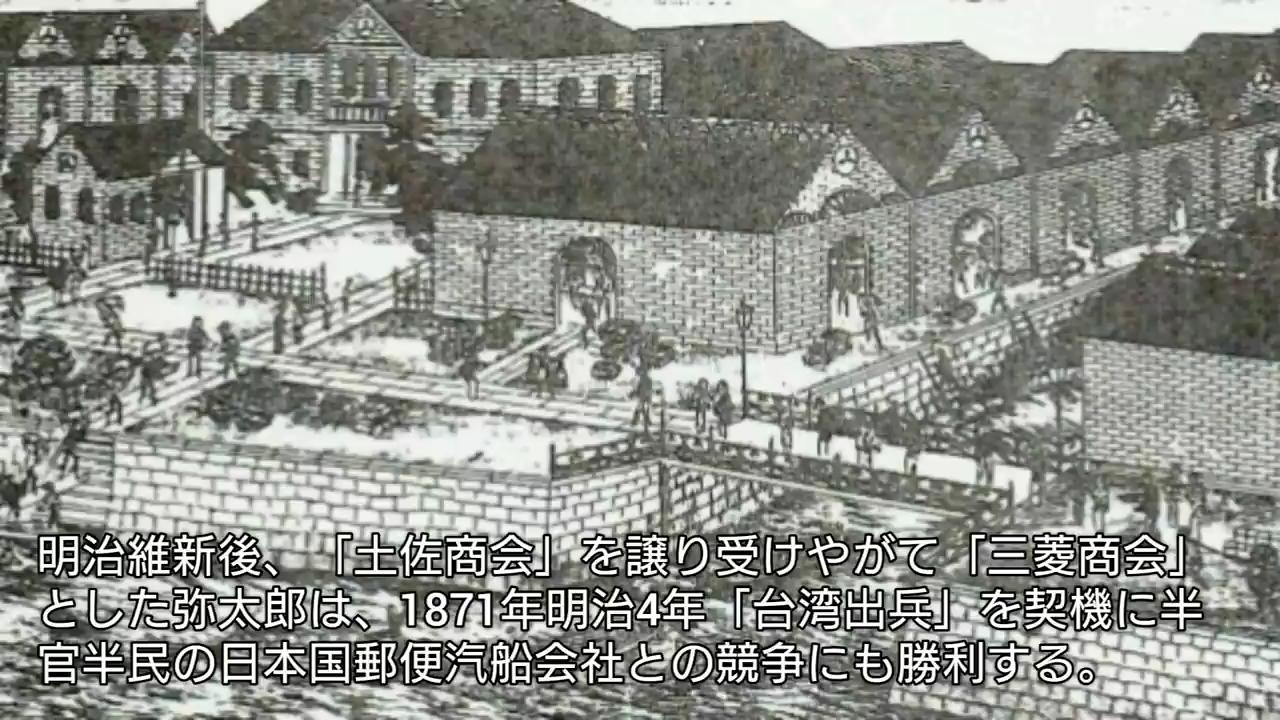 明治維新後、「土佐商会」を譲り受けやがて「三菱商会」
とした弥太郎は、1871年明治4年「台湾出兵」を契機に半
官半民の日本国郵便汽船会社との競争にも勝利する。